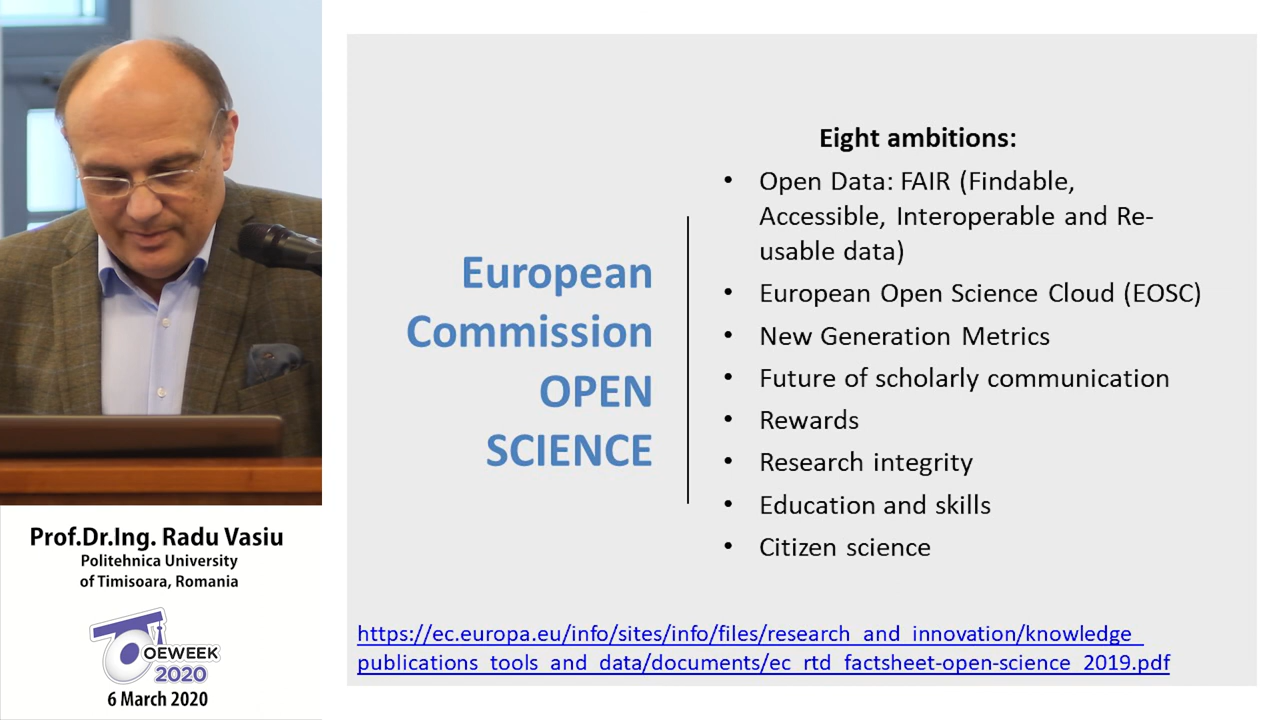 Prof.Dr.Ing. Radu Vasiu
Politehnica University
of Timisoara, Romania
OEWEEK
2020
6 March 2020
European
Commission
OPEN
SCIENCE
Eight ambitions:
• Open Data: FAIR (Findable,
Accessible, Interoperable and Re-
usable data)
• European Open Science Cloud (EOSC)
• New Generation Metrics
• Future of scholarly communication
• Rewards
• Research integrity
• Education and skills
• Citizen science
https://ec.europa.eu/info/sites/info/files/research_and_innovation/knowledge_
publications_tools_and_data/documents/ec_rtd_factsheet-open-science_2019.pdf